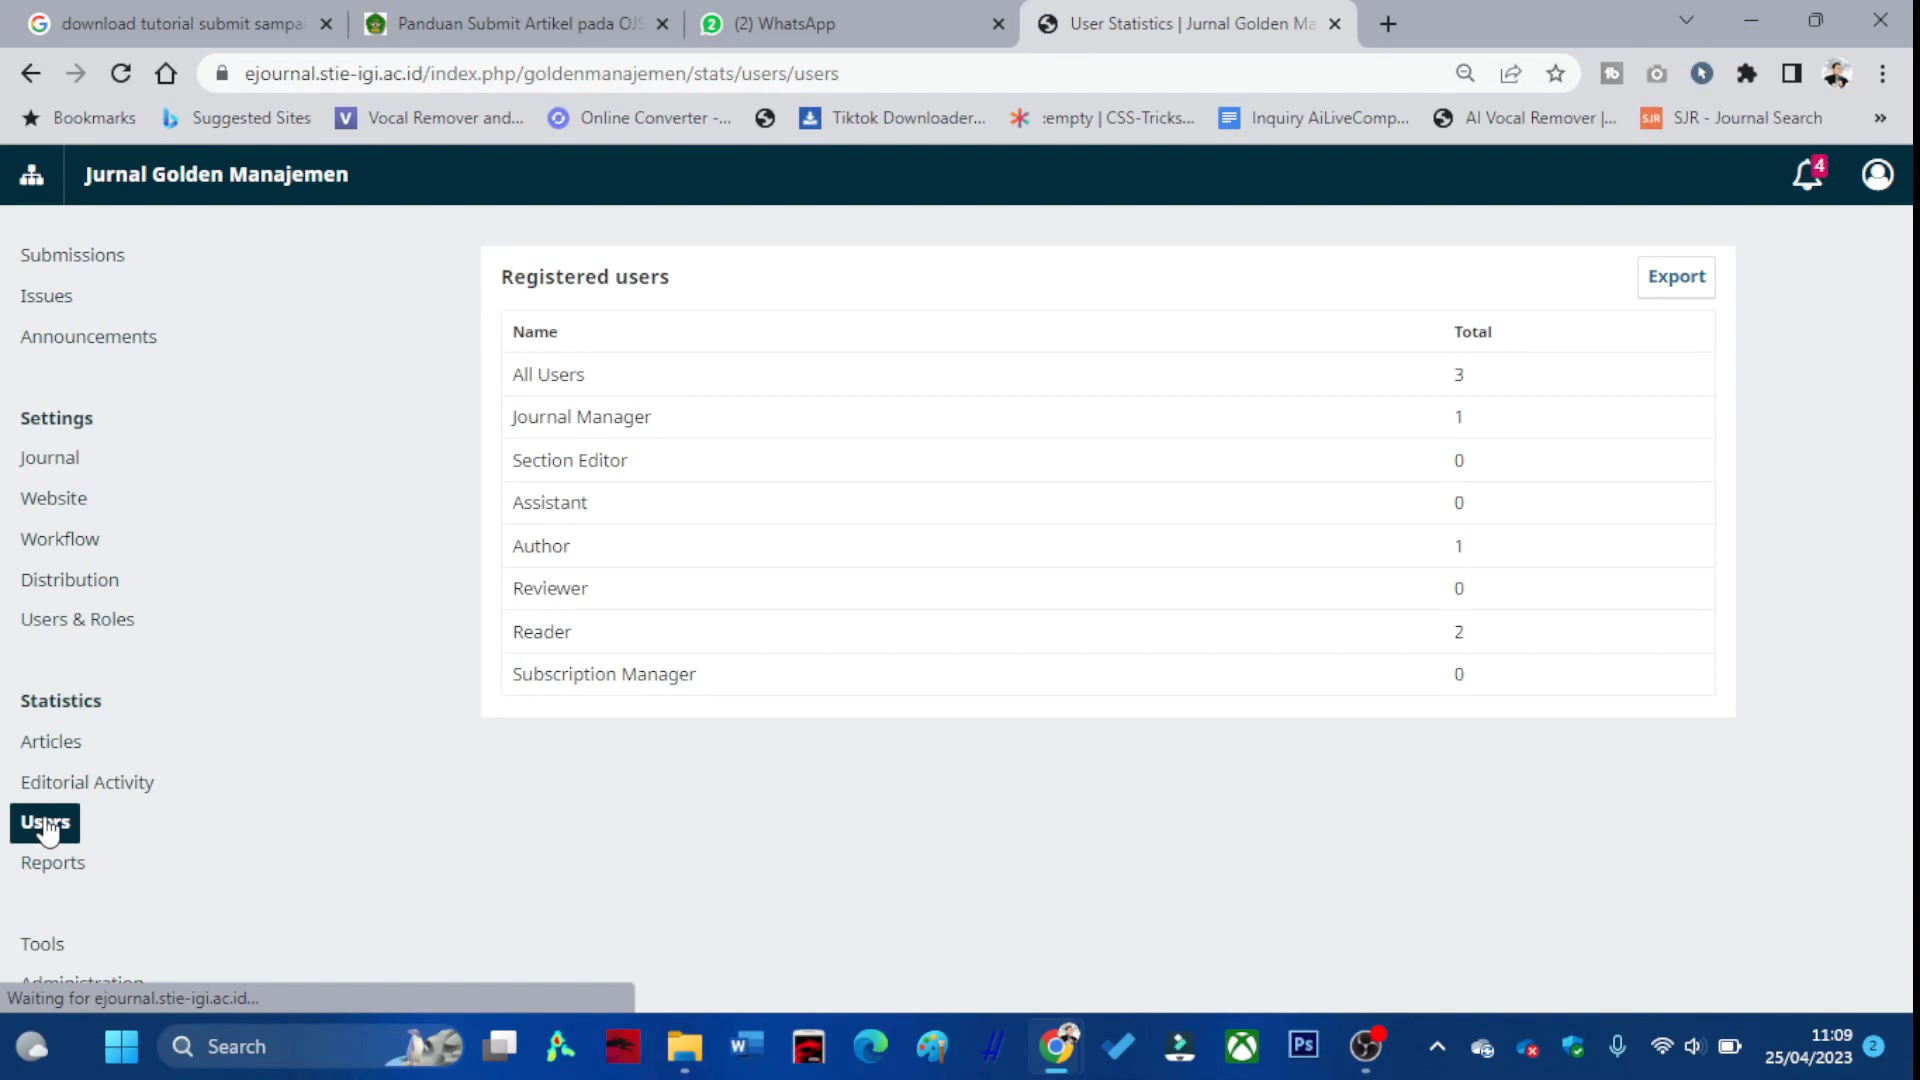 download tutorial submit sampa
Panduan Submit Artikel pada OJS
(2) WhatsApp
User Statistics | Jurnal Golden Ma
ejournal.stie-igi.ac.id/index.php/goldenmanajemen/stats/users/users
Bookmarks
Suggested Sites
Vocal Remover and...
Online Converter -...
Tiktok Downloader...
:empty | CSS-Tricks...
Inquiry AiLiveComp...
AI Vocal Remover |...
SJR
SJR - Journal Search
»
Jurnal Golden Manajemen
4
Submissions
Issues
Announcements
Settings
Journal
Website
Workflow
Distribution
Users & Roles
Statistics
Articles
Editorial Activity
Users
Reports
Tools
Administration
Registered users
Export
Name Total
All Users 3
Journal Manager 1
Section Editor 0
Assistant 0
Author 1
Reviewer 0
Reader 2
Subscription Manager 0
Waiting for ejournal.stie-igi.ac.id...
Search
Ps
11:09
25/04/2023
2